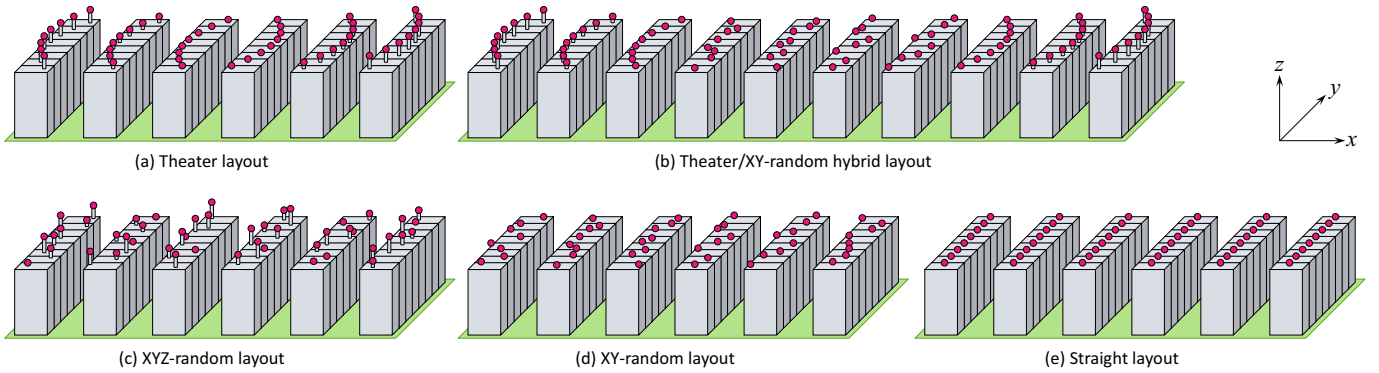 (a) Theater layout
(b) Theater/XY-random hybrid layout
z
y
x
(c) XYZ-random layout
(d) XY-random layout
(e) Straight layout